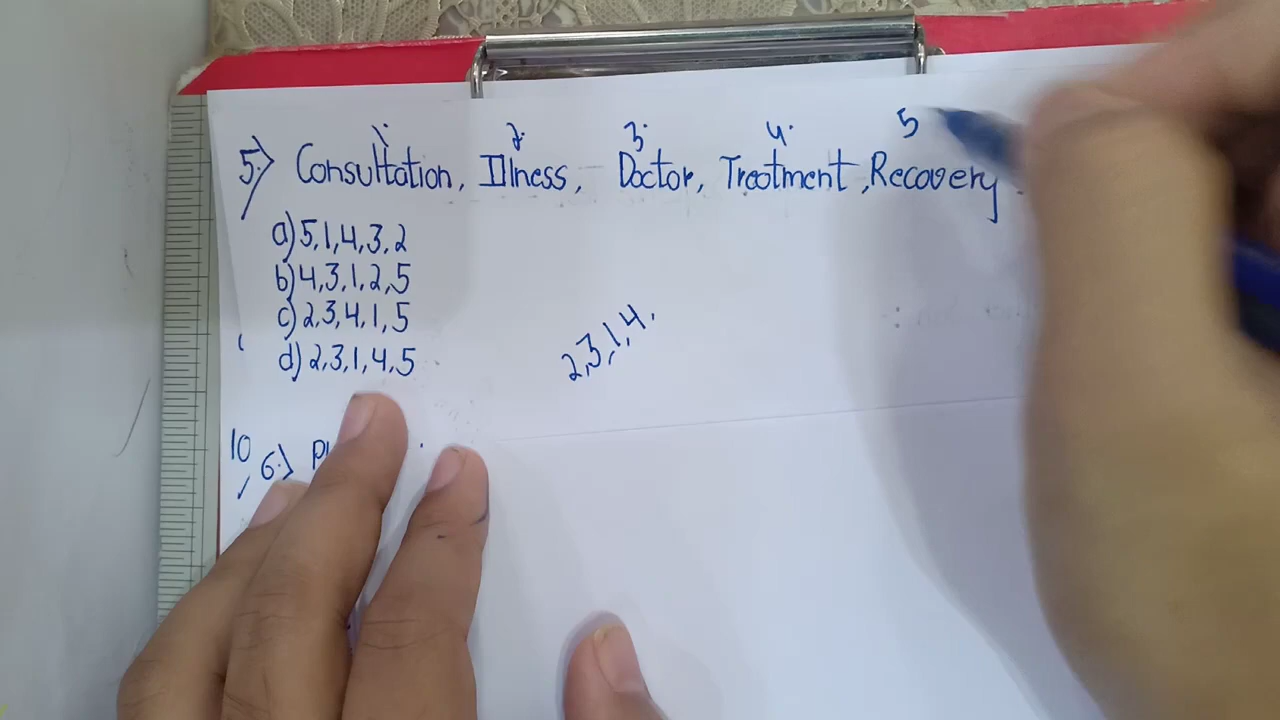 1. 2. 3. 4. 5
5.) Consultation, Illness, Doctor, Treatment, Recovery
a) 5,1,4,3,2
b) 4,3,1,2,5
c) 2,3,4,1,5
d) 2,3,1,4,5
2,3,1,4.
10
6.)